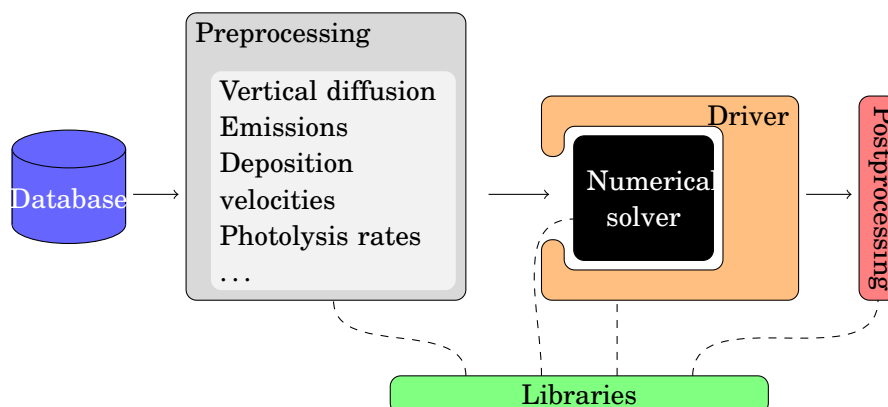 Preprocessing
Vertical diffusion
Emissions
Deposition
velocities
Photolysis rates
...
Database
Driver
Numerical
solver
Postprocessing
Libraries